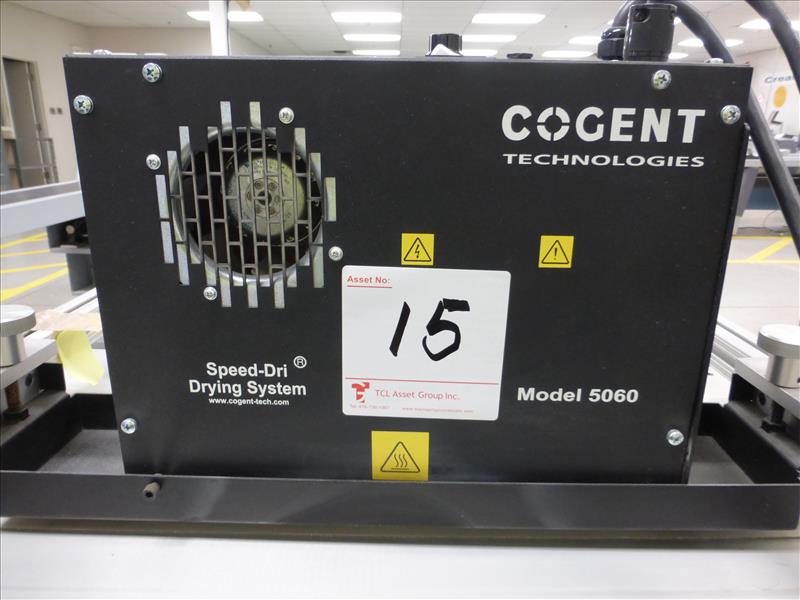 COGENT
TECHNOLOGIES
Asset No:
15
TCL Asset Group Inc.
Speed-Dri ®
Drying System
www.cogent-tech.com
Model 5060
Crea